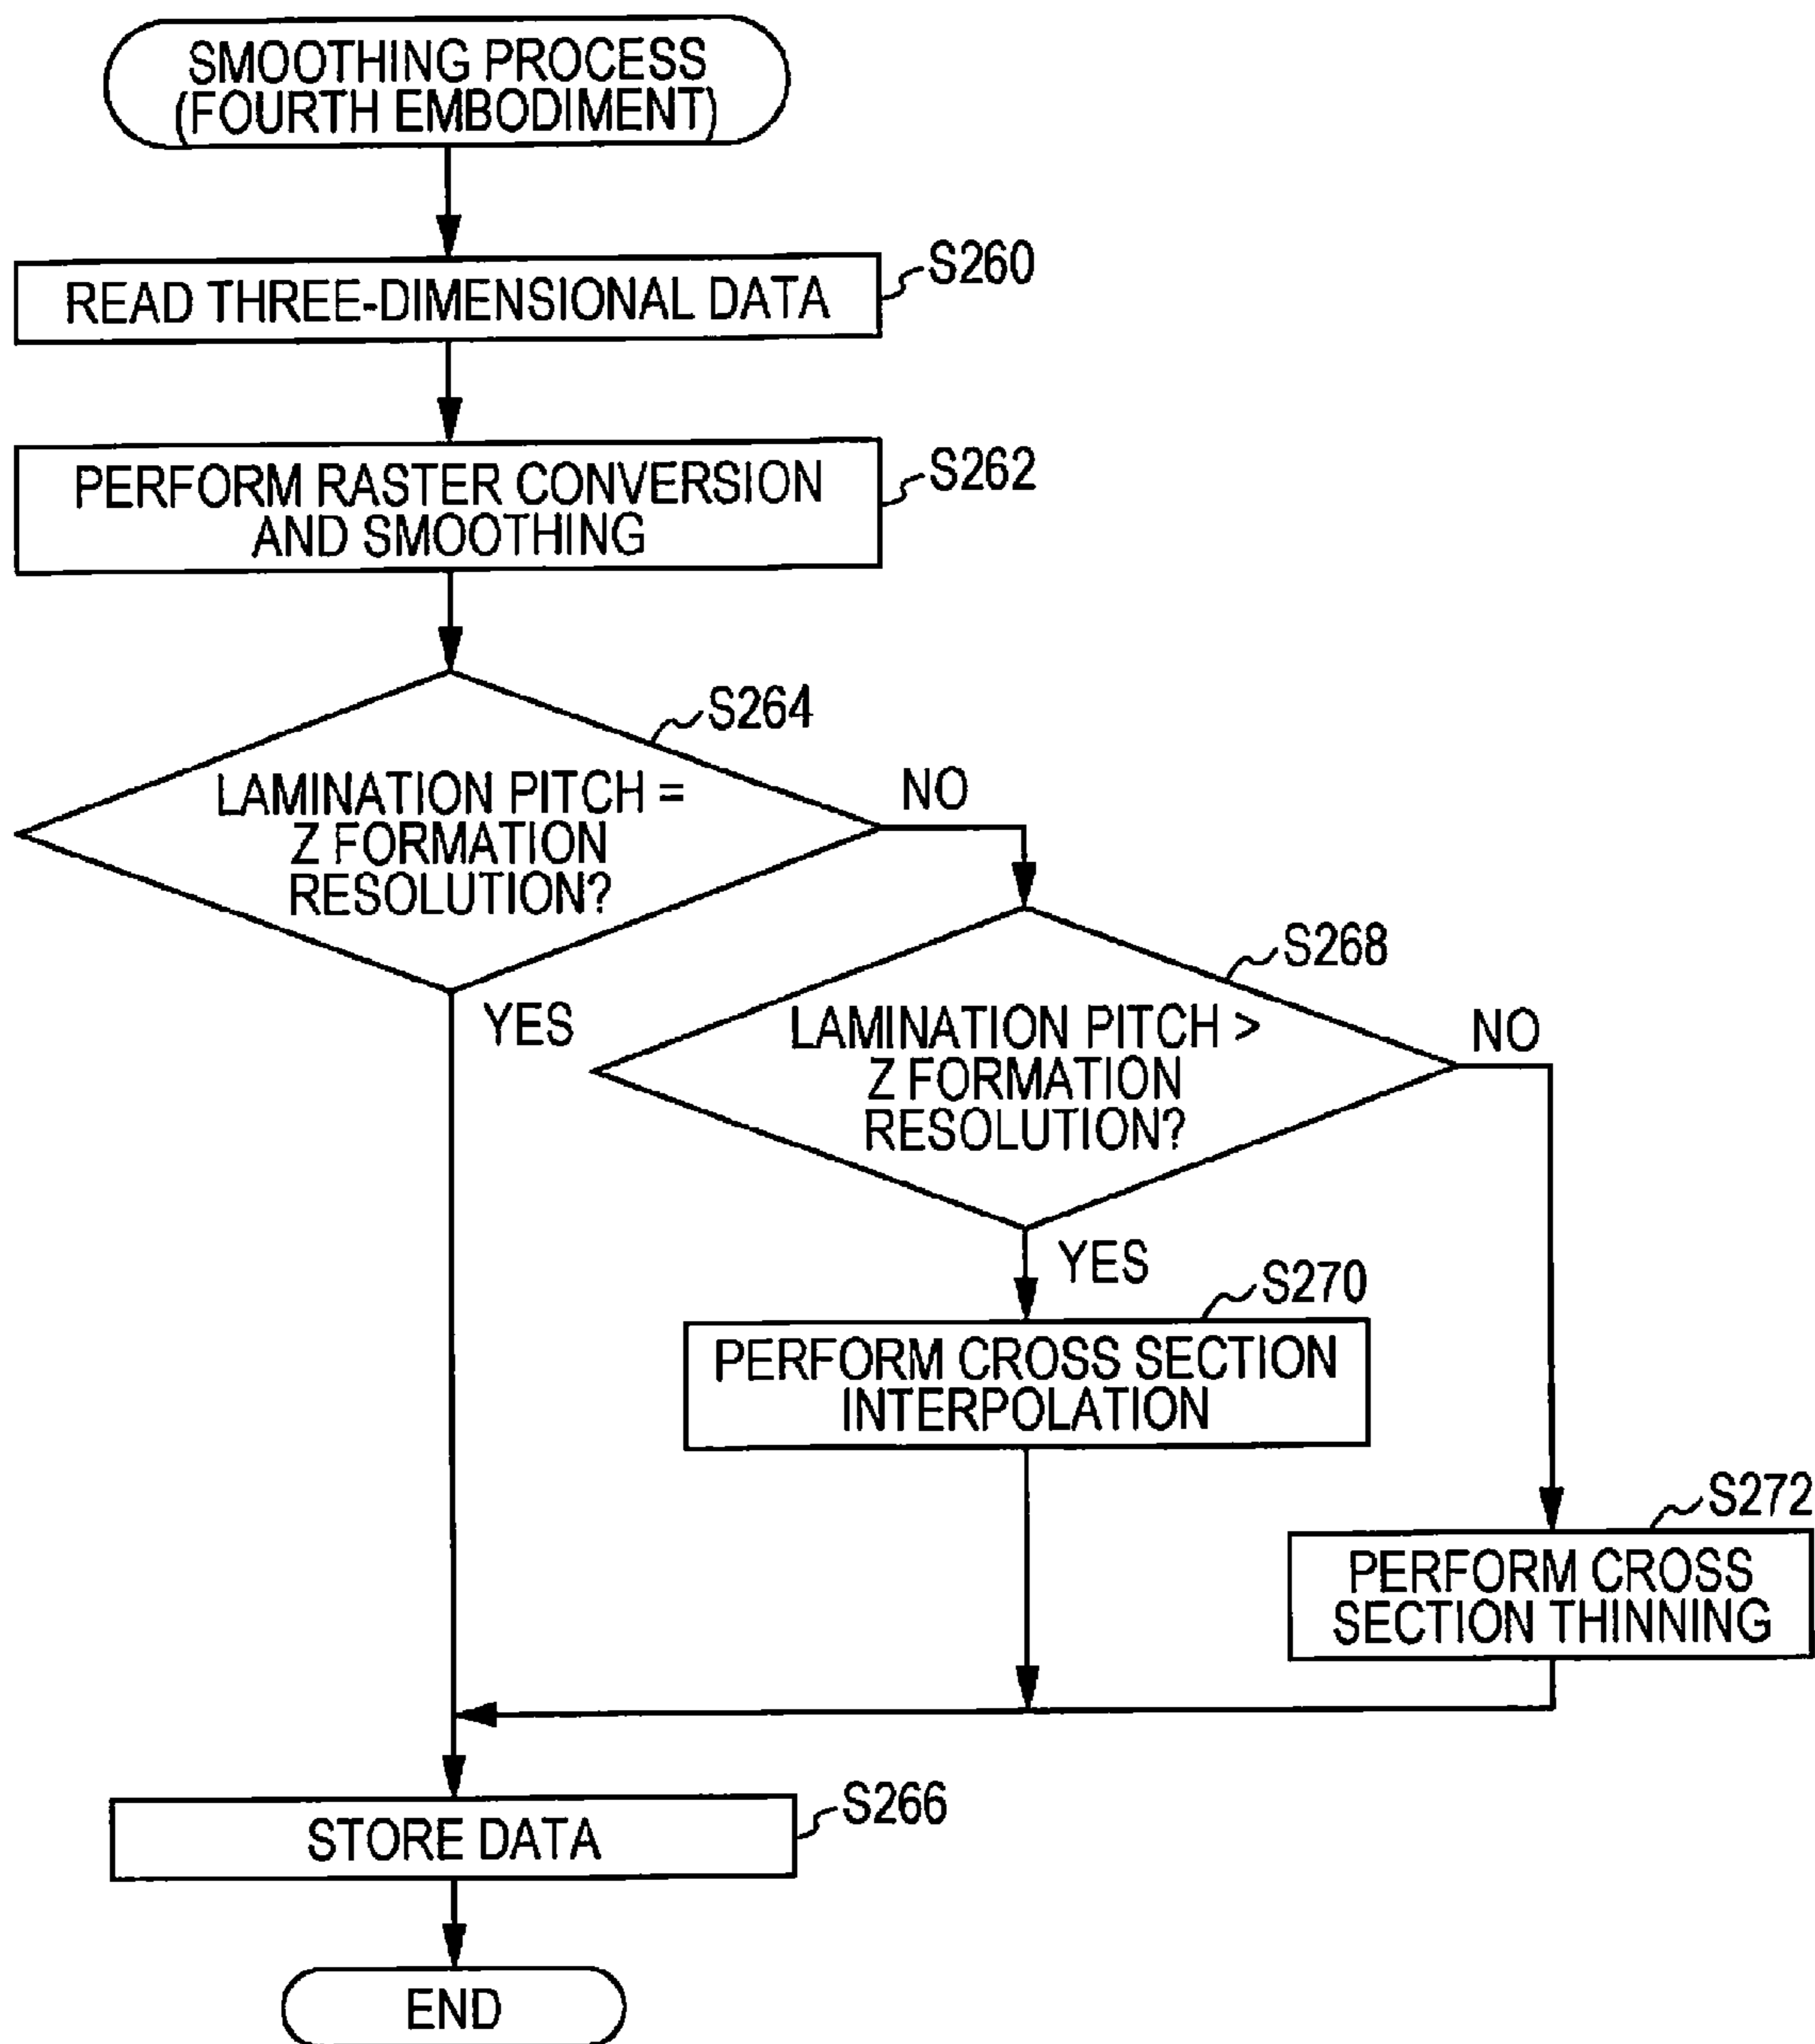 SMOOTHING PROCESS
(FOURTH EMBODIMENT)
S260
READ THREE-DIMENSIONAL DATA
S262
PERFORM RASTER CONVERSION
AND SMOOTHING
S264
LAMINATION PITCH =
Z FORMATION
RESOLUTION?
NO
YES
S268
LAMINATION PITCH >
Z FORMATION
RESOLUTION?
NO
YES
S270
PERFORM CROSS SECTION
INTERPOLATION
S272
PERFORM CROSS
SECTION THINNING
S266
STORE DATA
END